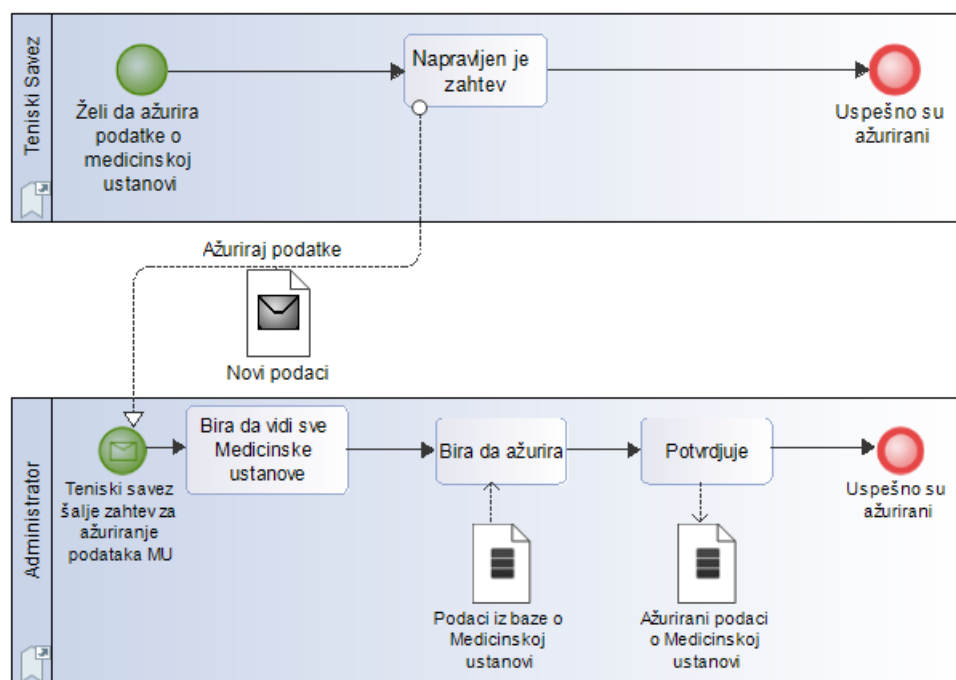 Teniski Savez
Želi da ažurira
podatke o
medicinskoj
ustanovi
Napravljen je
zahtev
Uspešno su
ažurirani
Ažuriraj podatke
Novi podaci
Administrator
Teniski savez
šalje zahtev za
ažuriranje
podataka MU
Bira da vidi sve
Medicinske
ustanove
Bira da ažurira
Potvrdjuje
Uspešno su
ažurirani
Podaci iz baze o
Medicinskoj
ustanovi
Ažurirani podaci
o Medicinskoj
ustanovi